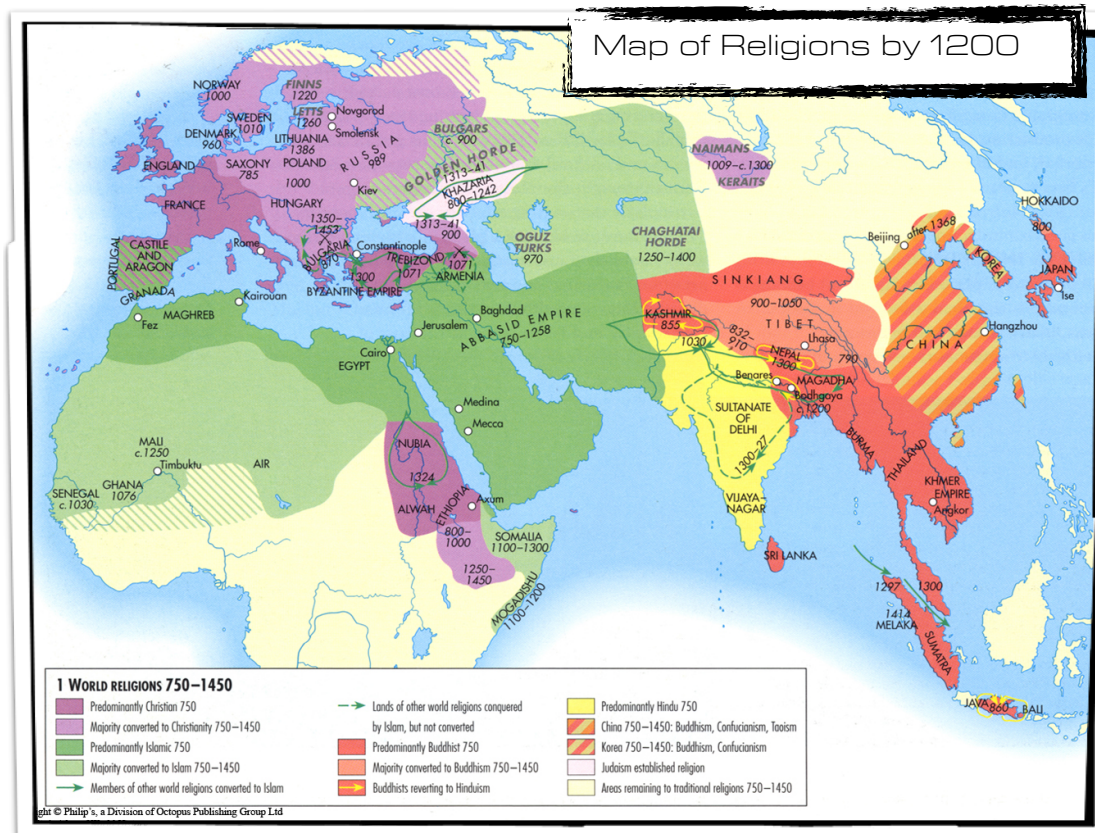 Map of Religions by 1200
NORWAY
1000
FINNS
1220
SWEDEN
1010
LETTS
1260
Novgorod
Smolensk
DENMARK
960
LITHUANIA
1386
RUSSIA
989
BULGARS
c. 900
ENGLAND
SAXONY
785
POLAND
1000
GOLDEN HORDE
1313–41
KHAZARIA
800–1242
Kiev
FRANCE
HUNGARY
1350–
1453
1313–41
900
NAIMANS
1009–c.1300
KERAITS
HOKKAIDO
800
PORTUGAL
CASTILE
AND
ARAGON
Rome
BULGARIA
970
Constantinople
TREBIZOND
1071
1071
ARMENIA
1300
BYZANTINE EMPIRE
OGUZ
TURKS
970
CHAGHATAI
HORDE
1250–1400
Beijing
after 1368
KOREA
JAPAN
Ise
GRANADA
Kairouan
Fez
MAGHREB
Baghdad
Jerusalem
ABBASID EMPIRE
750–1258
SINKIANG
900–1050
KASHMIR
855
1030
832–
910
TIBET
Lhasa
NEPAL
1300
790
CHINA
Hangzhou
Cairo
EGYPT
Benares
MAGADHA
Bodhgaya
c.1200
Medina
Mecca
SULTANATE
OF
DELHI
1300–27
BURMA
THAILAND
MALI
c.1250
Timbuktu
AIR
NUBIA
1324
GHANA
1076
SENEGAL
c.1030
ALWAH
ETHIOPIA
Axum
800–
1000
SOMALIA
1100–1300
VIJAYA-
NAGAR
KHMER
EMPIRE
Angkor
SRI LANKA
1250–
1450
MOGADISHU
1100–1200
1297
1300
1414
MELAKA
SUMATRA
JAVA
860
BALI
1 WORLD RELIGIONS 750–1450
Predominantly Christian 750
Majority converted to Christianity 750–1450
Predominantly Islamic 750
Majority converted to Islam 750–1450
Members of other world religions converted to Islam
Lands of other world religions conquered
by Islam, but not converted
Predominantly Buddhist 750
Majority converted to Buddhism 750–1450
Buddhists reverting to Hinduism
Predominantly Hindu 750
China 750–1450: Buddhism, Confucianism, Taoism
Korea 750–1450: Buddhism, Confucianism
Judaism established religion
Areas remaining to traditional religions 750–1450
ght © Philip's, a Division of Octopus Publishing Group Ltd